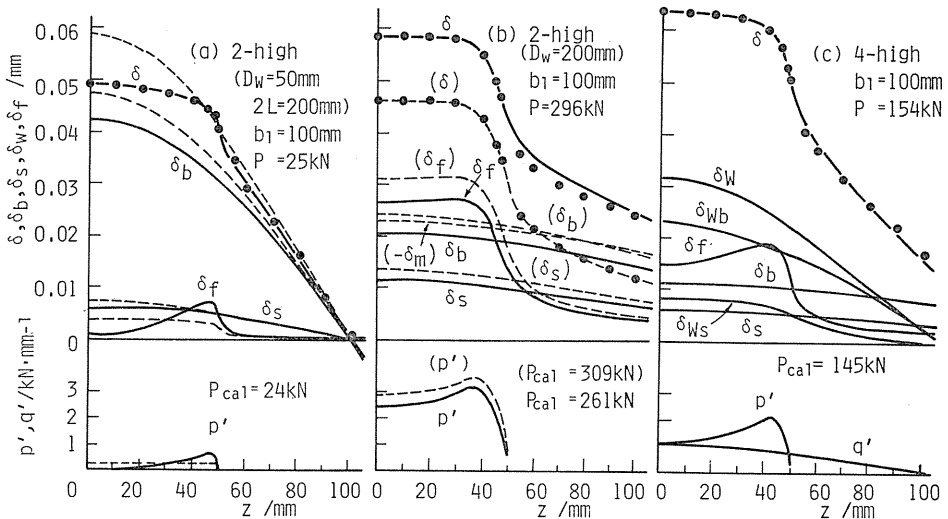 0.06
0.05
0.04
0.03
0.02
0.01
0
3
2
1
δ,δb,δs,δw,δf /mm
p′,q′/kN·mm-1
(a) 2-high
(Dw=50mm
2L=200mm)
b1=100mm
P = 25kN
δ
δb
δf
δs
Pcal=24kN
p′
0 20 40 60 80 100
z /mm
(b) 2-high
(Dw=200mm)
b1=100mm
P=296kN
δ
(δ)
(δf)
δf
(δb)
(-δm)
δb
(δs)
δs
(p′)
p′
(Pcal =309kN)
Pcal =261kN
0 20 40 60 80 100
z /mm
(c) 4-high
b1=100mm
P =154kN
δ
δW
δWb
δf
δb
δWs
δs
Pcal=145kN
p′
q′
0 20 40 60 80 100
z /mm